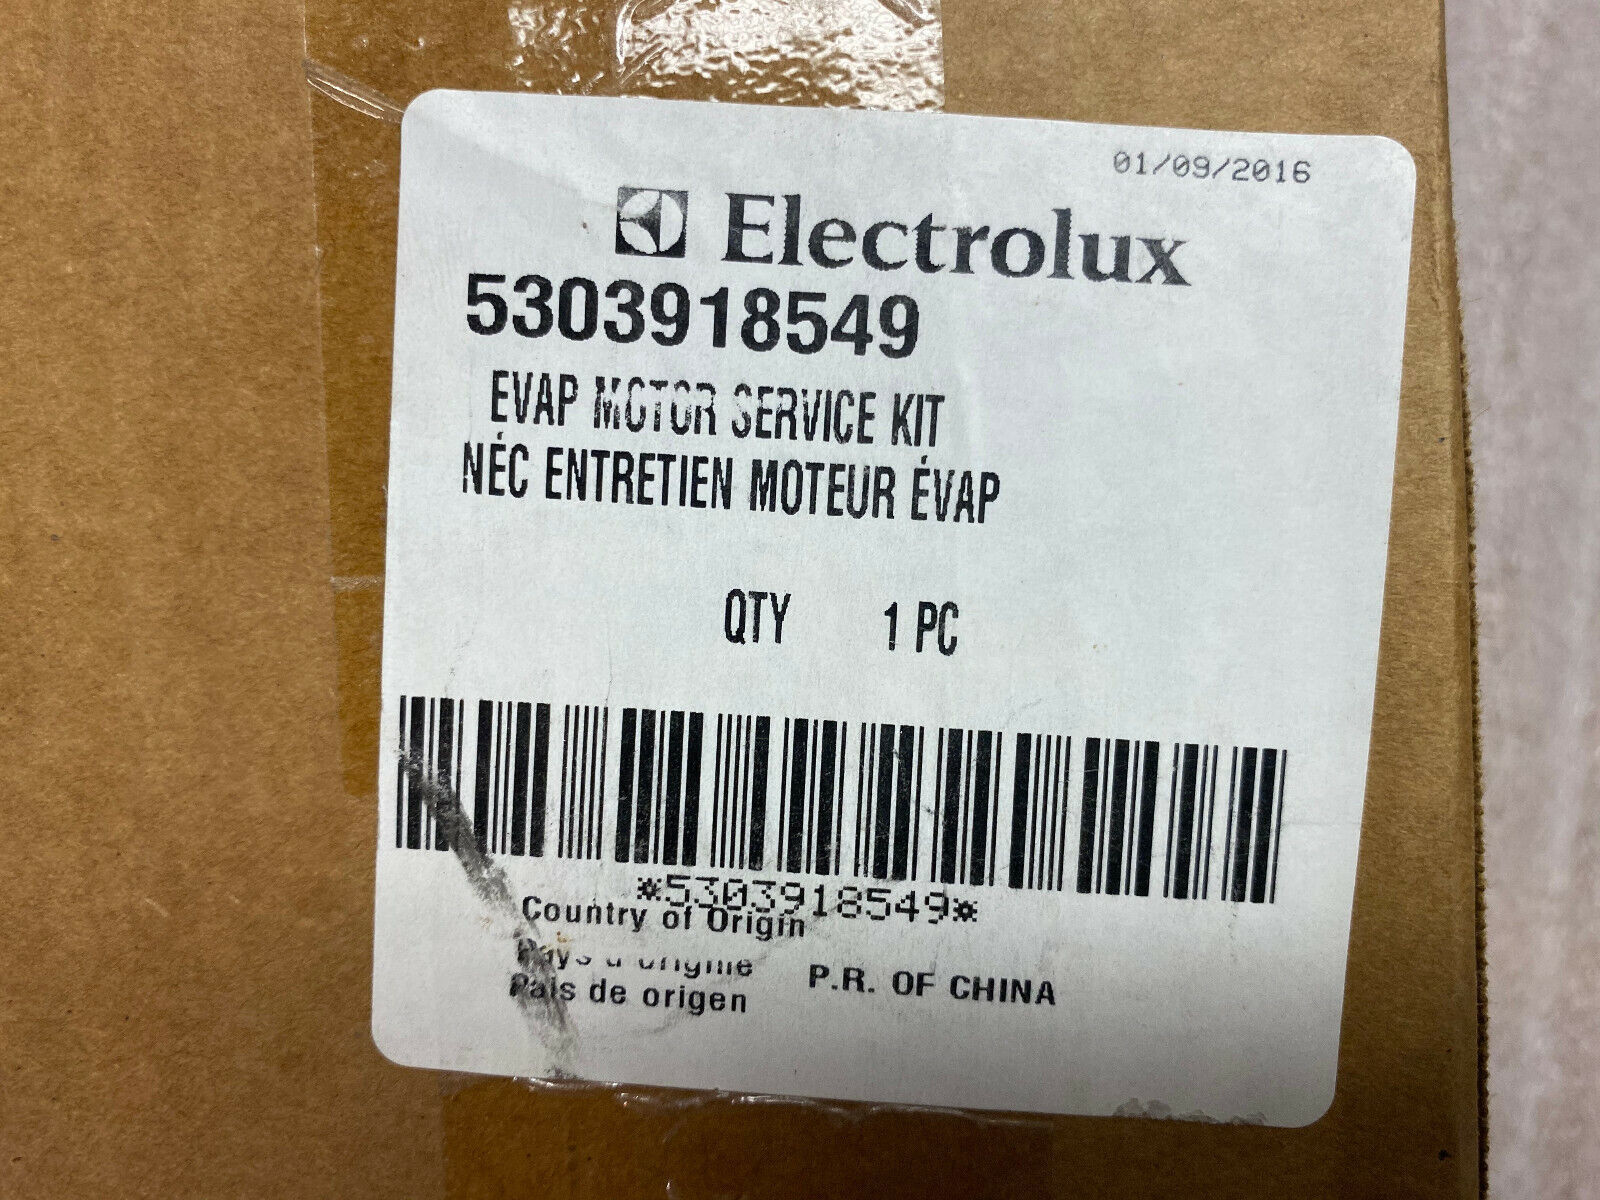 01/09/2016
Electrolux
5303918549
EVAP MOTOR SERVICE KIT
NÉC ENTRETIEN MOTEUR ÉVAP
QTY 1 PC
*5303918549*
Country of Origin
Pays d'origine
P.R. OF CHINA
País de origen